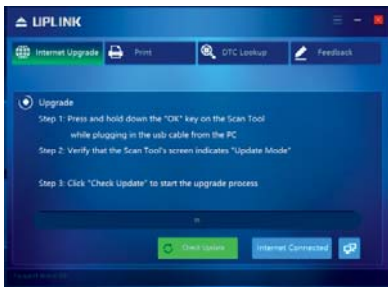 UPLINK
Internet Upgrade Print DTC Lookup Feedback
Upgrade
Step 1: Press and hold down the "OK" key on the Scan Tool
while plugging in the usb cable from the PC
Step 2: Verify that the Scan Tool's screen indicates "Update Mode"
Step 3: Click "Check Update" to start the upgrade process
Check Update Internet Connected